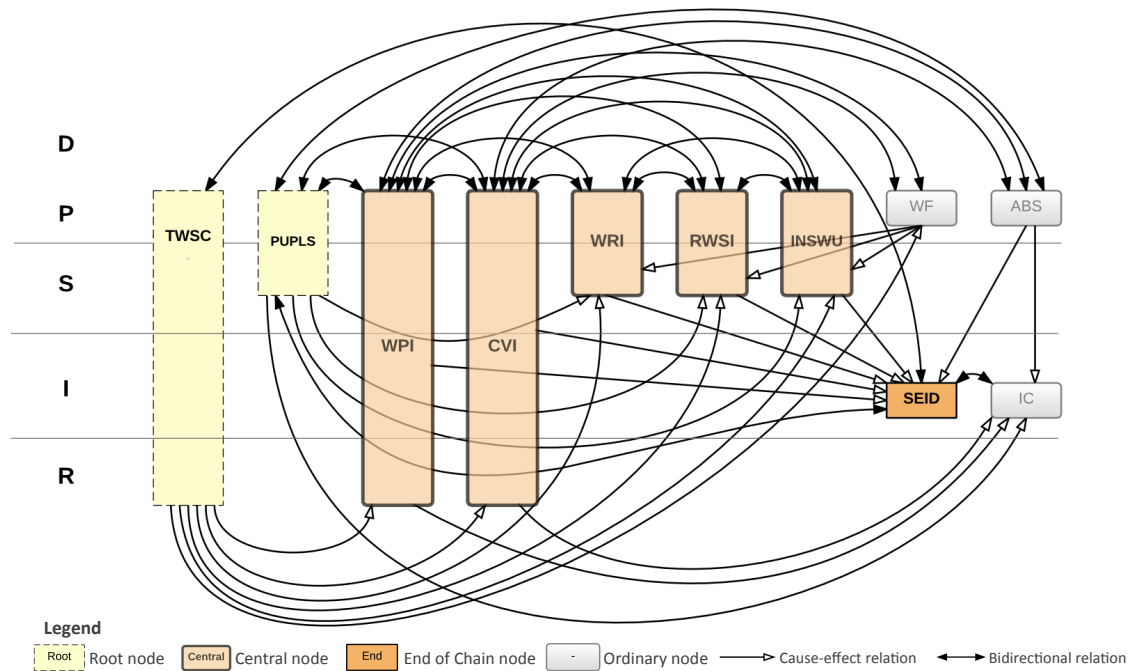 D
P
S
I
R
TWSC
PUPLS
WPI
CVI
WRI
RWSI
INSWU
WF
ABS
SEID
IC
Legend
Root Root node Central Central node End End of Chain node - Ordinary node Cause-effect relation Bidirectional relation